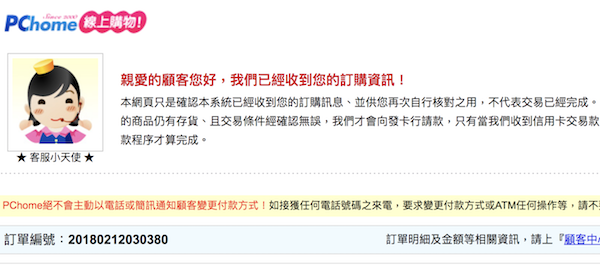 Since 2000
PChome 線上購物!
親愛的顧客您好，我們已經收到您的訂購資訊！
本網頁只是確認本系統已經收到您的訂購訊息、並供您再次自行核對之用，不代表交易已經完成。
的商品仍有存貨、且交易條件經確認無誤，我們才會向發卡行請款，只有當我們收到信用卡交易款
款程序才算完成。
★ 客服小天使 ★
PChome絕不會主動以電話或簡訊通知顧客變更付款方式！如接獲任何電話號碼之來電，要求變更付款方式或ATM任何操作等，請不
訂單編號：20180212030380
訂單明細及金額等相關資訊，請上『顧客中